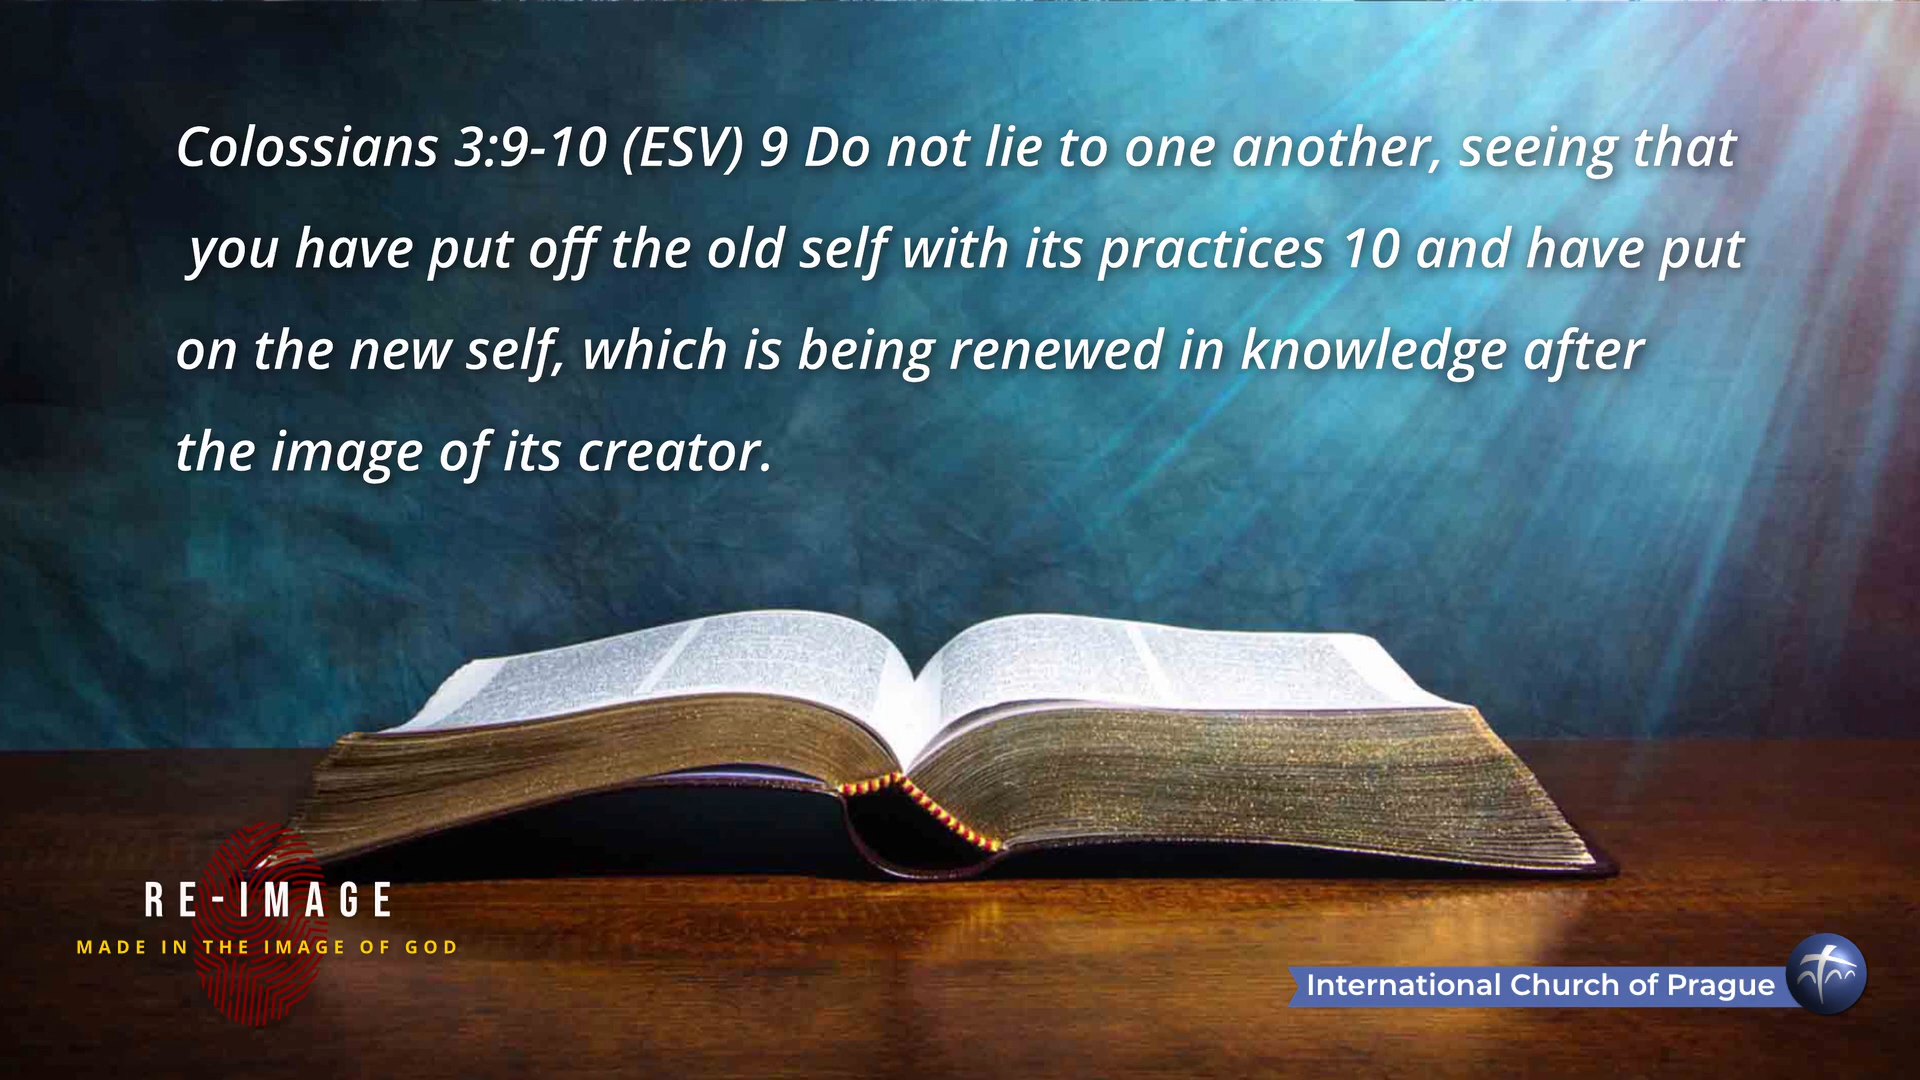 Colossians 3:9-10 (ESV) 9 Do not lie to one another, seeing that
you have put off the old self with its practices 10 and have put
on the new self, which is being renewed in knowledge after
the image of its creator.
RE-IMAGE
MADE IN THE IMAGE OF GOD
International Church of Prague